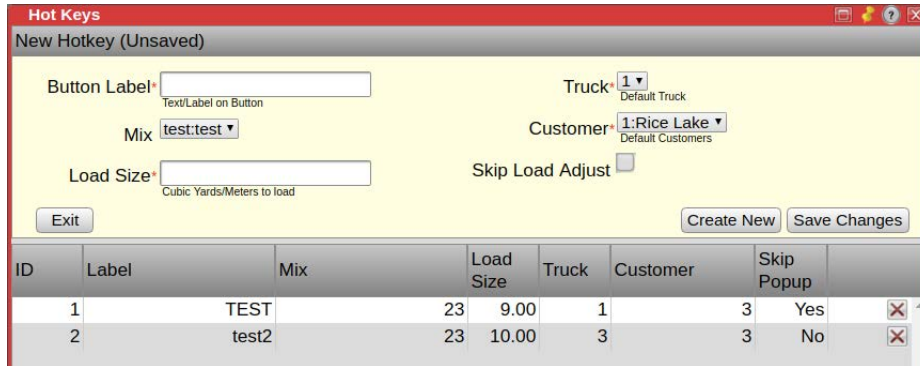 Hot Keys
New Hotkey (Unsaved)
Button Label*
Text/Label on Button
Truck* 1
Default Truck
Mix test:test
Customer* 1:Rice Lake
Default Customers
Load Size*
Cubic Yards/Meters to load
Skip Load Adjust
Exit Create New Save Changes
ID Label Mix Load Size Truck Customer Skip Popup
1 TEST 23 9.00 1 3 Yes
2 test2 23 10.00 3 3 No